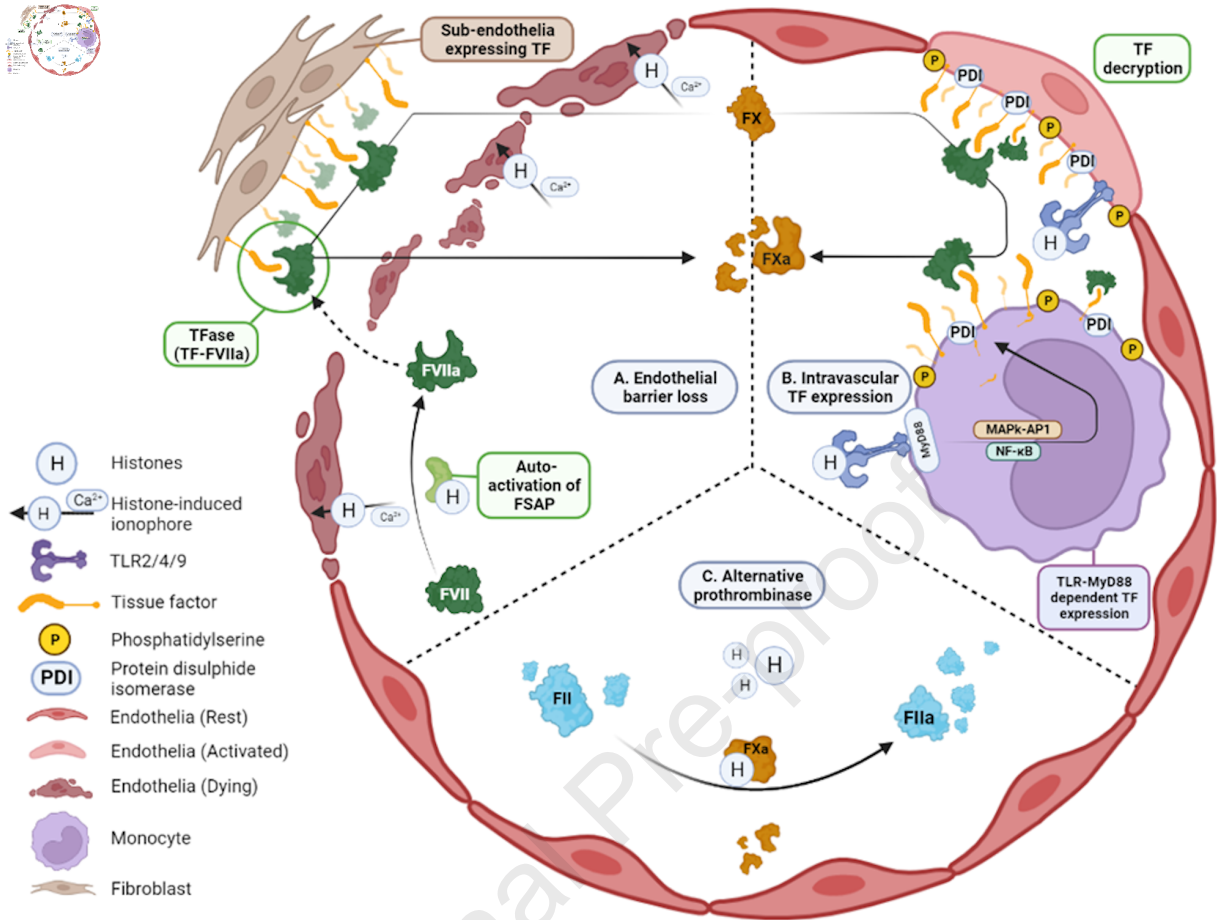 Sub-endothelia
expressing TF
TF
decryption
H
Ca²⁺
P
PDI
PDI
P
PDI
P
H
FX
H
Ca²⁺
FXa
TFase
(TF-FVIIa)
FVIIa
A. Endothelial
barrier loss
B. Intravascular
TF expression
P
PDI
PDI
P
P
MyD88
MAPk-AP1
NF-κB
H
Auto-
activation of
FSAP
H
H
Ca²⁺
FVII
TLR-MyD88
dependent TF
expression
C. Alternative
prothrombinase
H
H
H
FII
FIIa
FXa
H
H
Histones
H
Ca²⁺
Histone-induced
ionophore
TLR2/4/9
Tissue factor
P
Phosphatidylserine
PDI
Protein disulphide
isomerase
Endothelia (Rest)
Endothelia (Activated)
Endothelia (Dying)
Monocyte
Fibroblast
nal Pre-proof